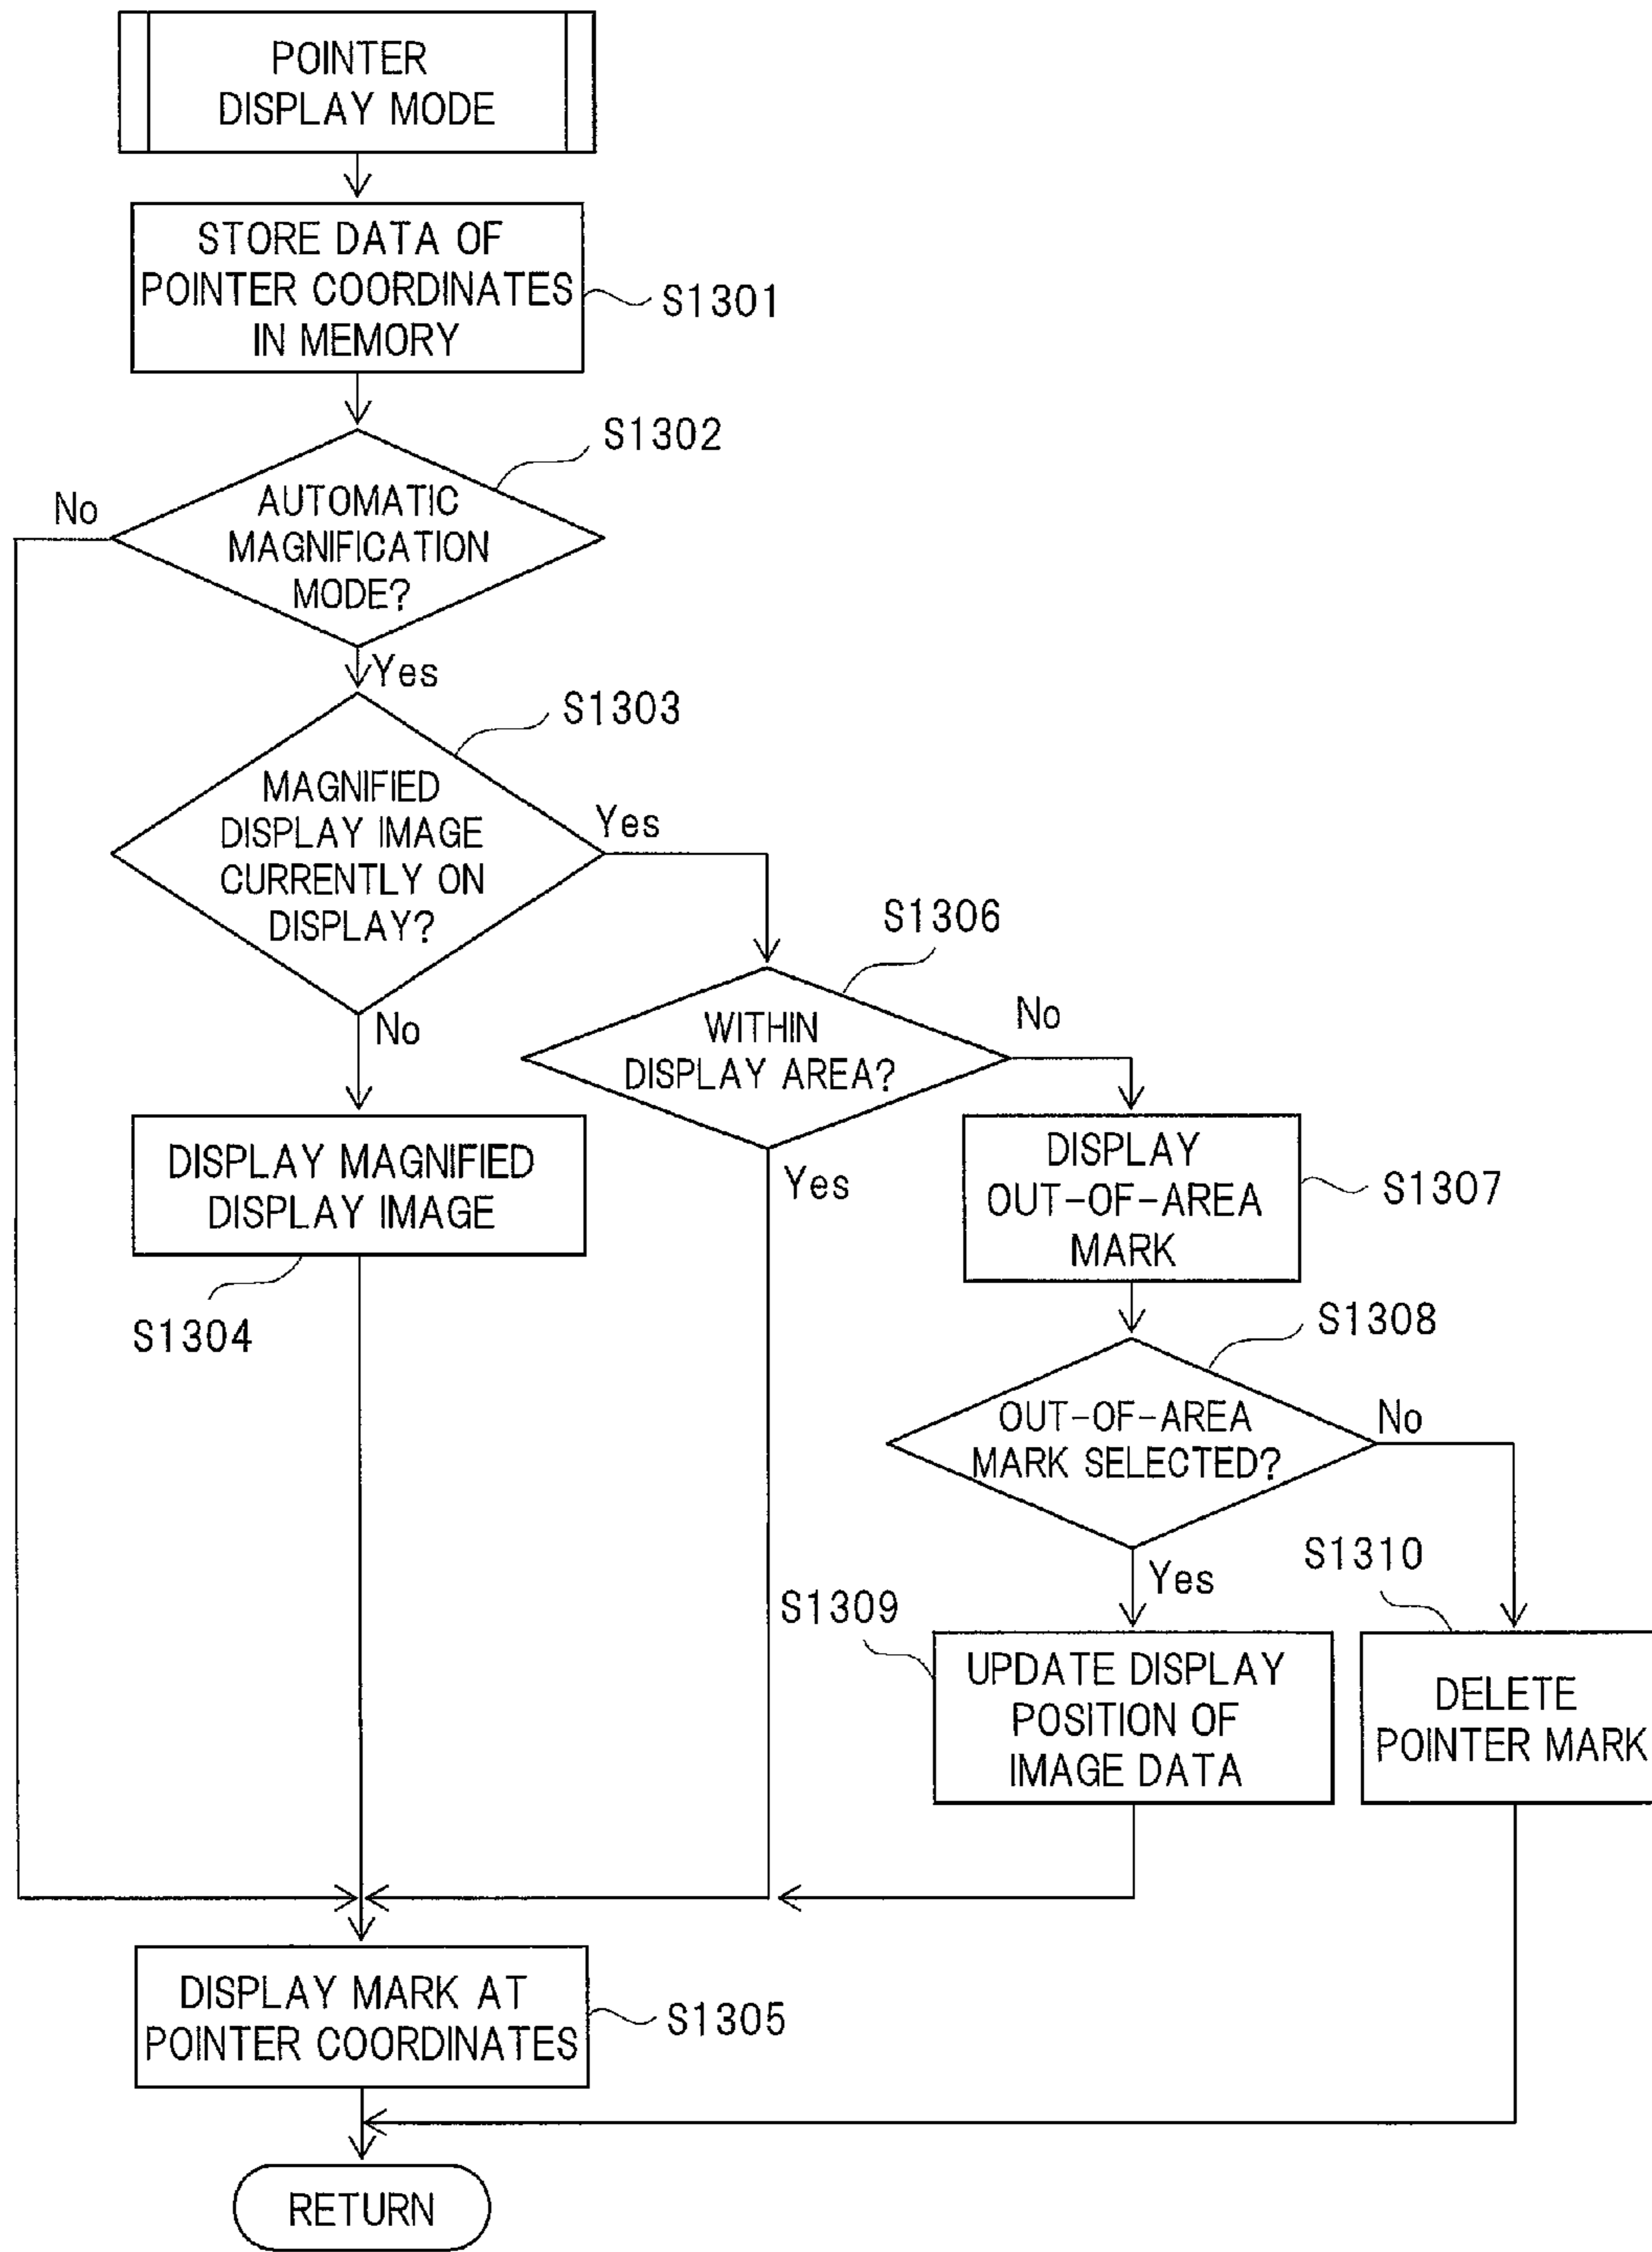 POINTER
DISPLAY MODE
STORE DATA OF
POINTER COORDINATES
IN MEMORY
S1301
S1302
No
AUTOMATIC
MAGNIFICATION
MODE?
Yes
S1303
MAGNIFIED
DISPLAY IMAGE
CURRENTLY ON
DISPLAY?
Yes
No
S1306
WITHIN
DISPLAY AREA?
No
Yes
DISPLAY MAGNIFIED
DISPLAY IMAGE
S1304
DISPLAY
OUT-OF-AREA
MARK
S1307
S1308
OUT-OF-AREA
MARK SELECTED?
No
Yes
S1309
UPDATE DISPLAY
POSITION OF
IMAGE DATA
S1310
DELETE
POINTER MARK
DISPLAY MARK AT
POINTER COORDINATES
S1305
RETURN